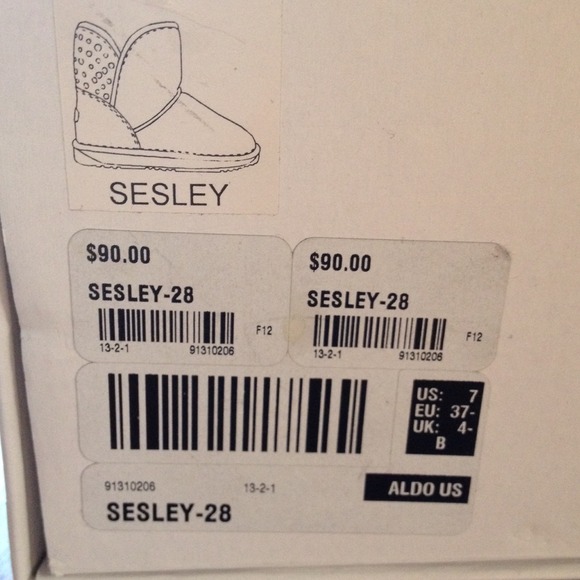 SESLEY
$90.00
SESLEY-28
F12
13-2-1 91310206
$90.00
SESLEY-28
F12
13-2-1 91310206
US: 7
EU: 37-
UK: 4-
B
91310206 13-2-1 ALDO US
SESLEY-28